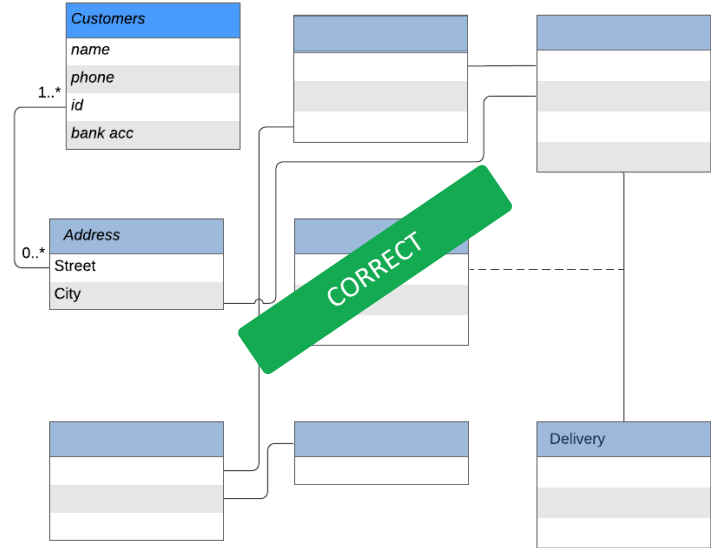 Customers
name
phone
1..*
id
bank acc
Address
0..*
Street
City
CORRECT
Delivery